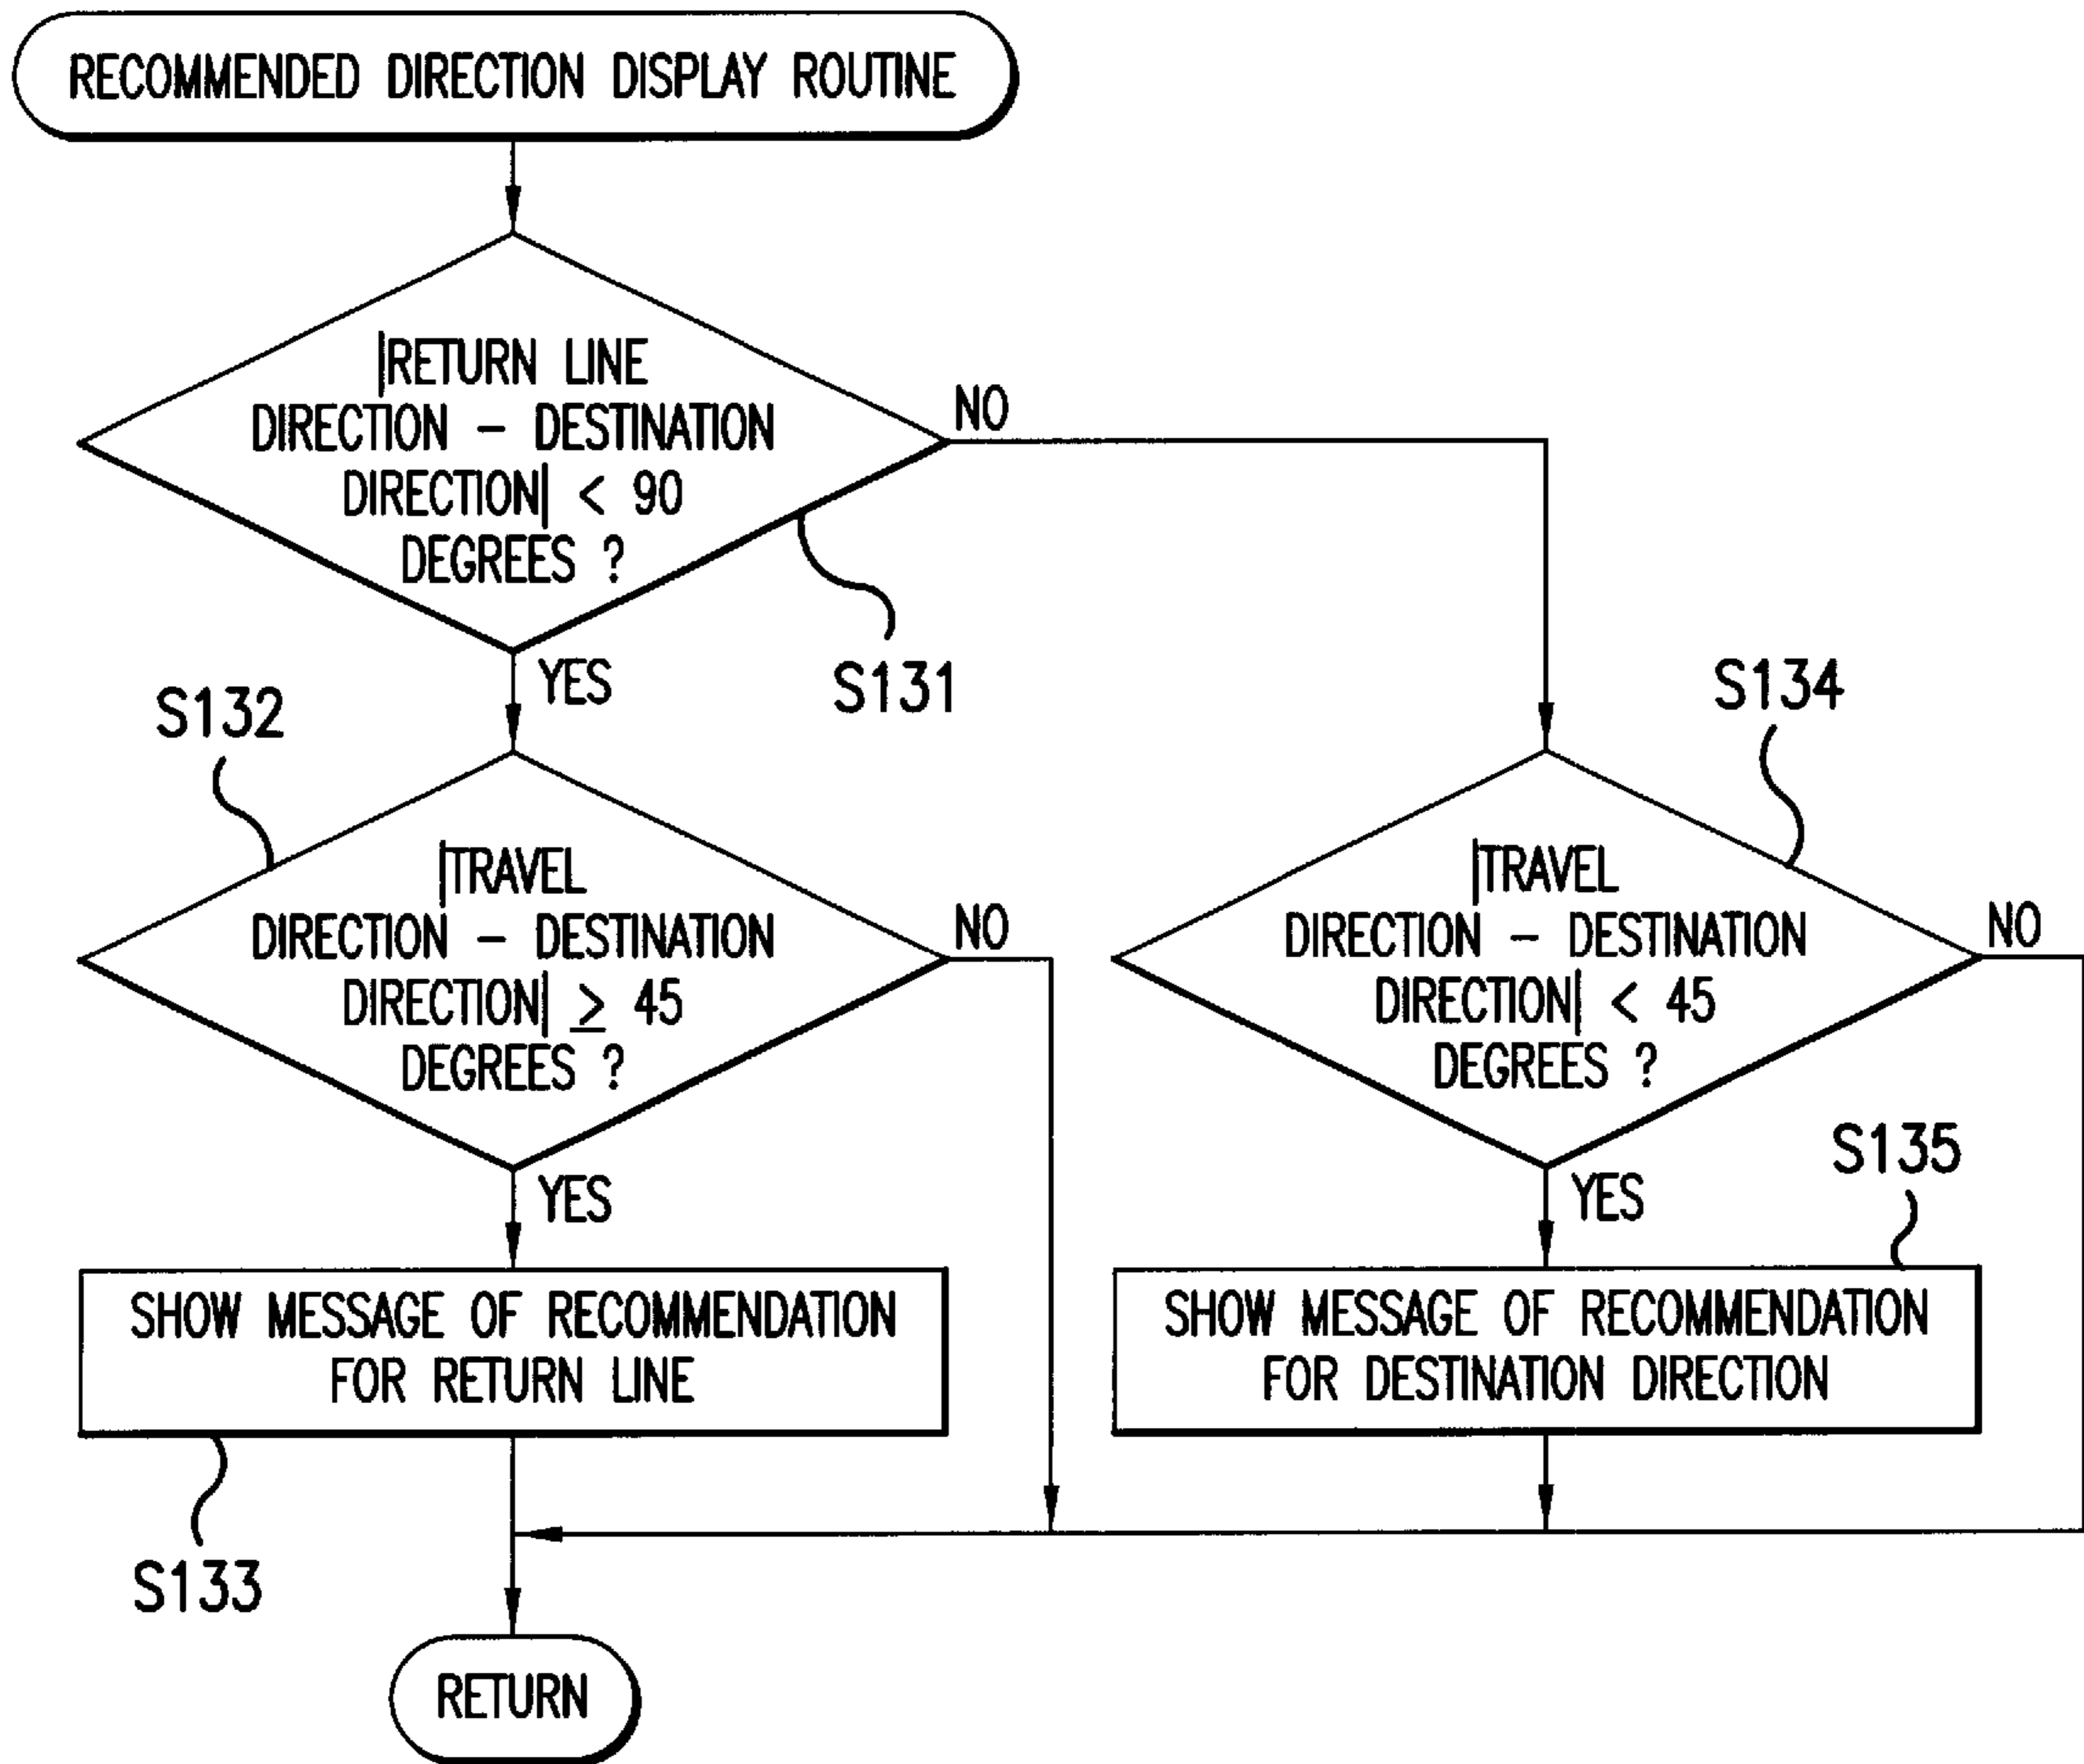 RECOMMENDED DIRECTION DISPLAY ROUTINE
|RETURN LINE
DIRECTION - DESTINATION
DIRECTION| < 90
DEGREES ?
NO
YES
S131
S132
|TRAVEL
DIRECTION - DESTINATION
DIRECTION| ≥ 45
DEGREES ?
NO
YES
SHOW MESSAGE OF RECOMMENDATION
FOR RETURN LINE
S133
S134
|TRAVEL
DIRECTION - DESTINATION
DIRECTION| < 45
DEGREES ?
NO
YES
S135
SHOW MESSAGE OF RECOMMENDATION
FOR DESTINATION DIRECTION
RETURN